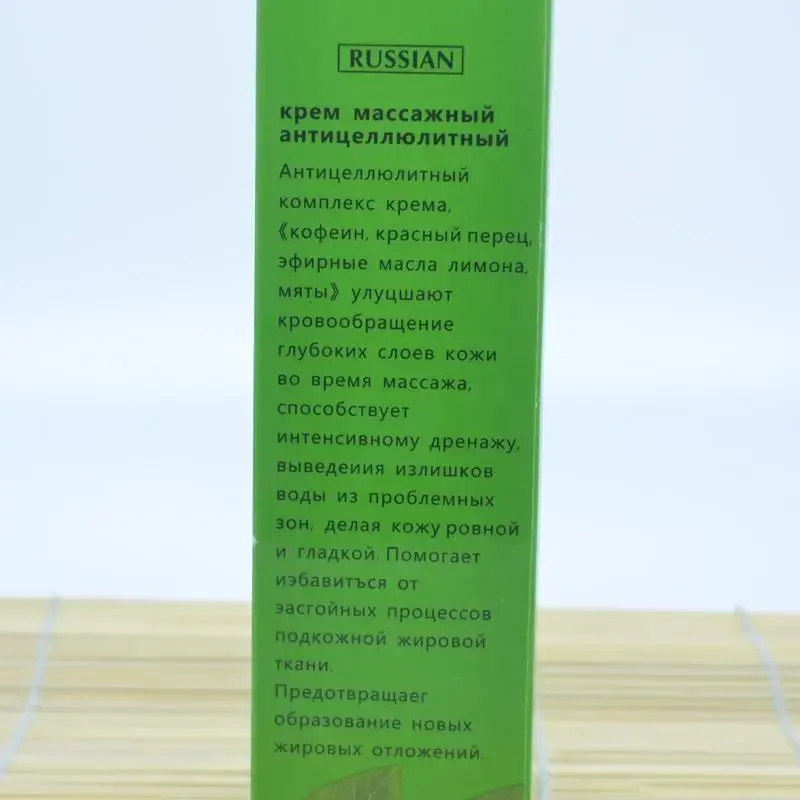 RUSSIAN
крем массажный
антицеллюлитный
Антицеллюлитный
комплекс крема,
《кофеин, красный перец,
эфирные масла лимона,
мяты》 улуцшают
кровообращение
глубоких слоев кожи
во время массажа,
способствует
интенсивному дренажу,
выведеиия излишков
воды из проблемных
зон, делая кожу ровной
и гладкой. Помогает
иэбавиться от
эасгойных процессов
подкожной жировой
ткани.
Предотвращаег
образование новых
жировых отложений.